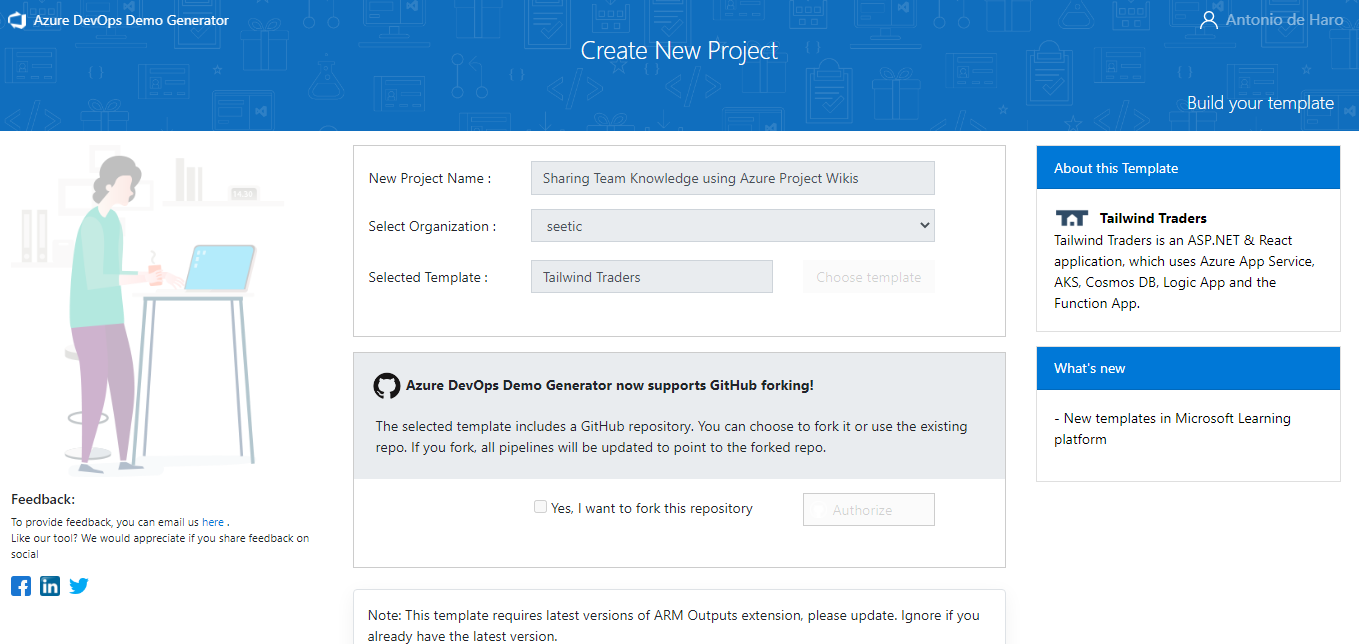 Azure DevOps Demo Generator
Antonio de Haro
Create New Project
Build your template
New Project Name :
Sharing Team Knowledge using Azure Project Wikis
Select Organization :
seetic
Selected Template :
Tailwind Traders
Choose template
Azure DevOps Demo Generator now supports GitHub forking!
The selected template includes a GitHub repository. You can choose to fork it or use the existing
repo. If you fork, all pipelines will be updated to point to the forked repo.
Yes, I want to fork this repository
Authorize
Note: This template requires latest versions of ARM Outputs extension, please update. Ignore if you
already have the latest version.
About this Template
Tailwind Traders
Tailwind Traders is an ASP.NET & React
application, which uses Azure App Service,
AKS, Cosmos DB, Logic App and the
Function App.
What's new
- New templates in Microsoft Learning
platform
Feedback:
To provide feedback, you can email us here .
Like our tool? We would appreciate if you share feedback on
social